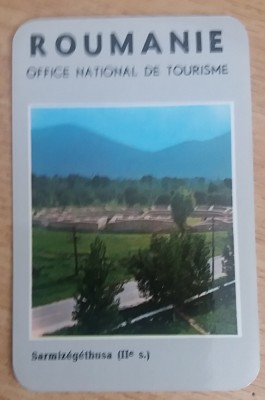 ROUMANIE
OFFICE NATIONAL DE TOURISME
Sarmizégéthusa (IIe s.)